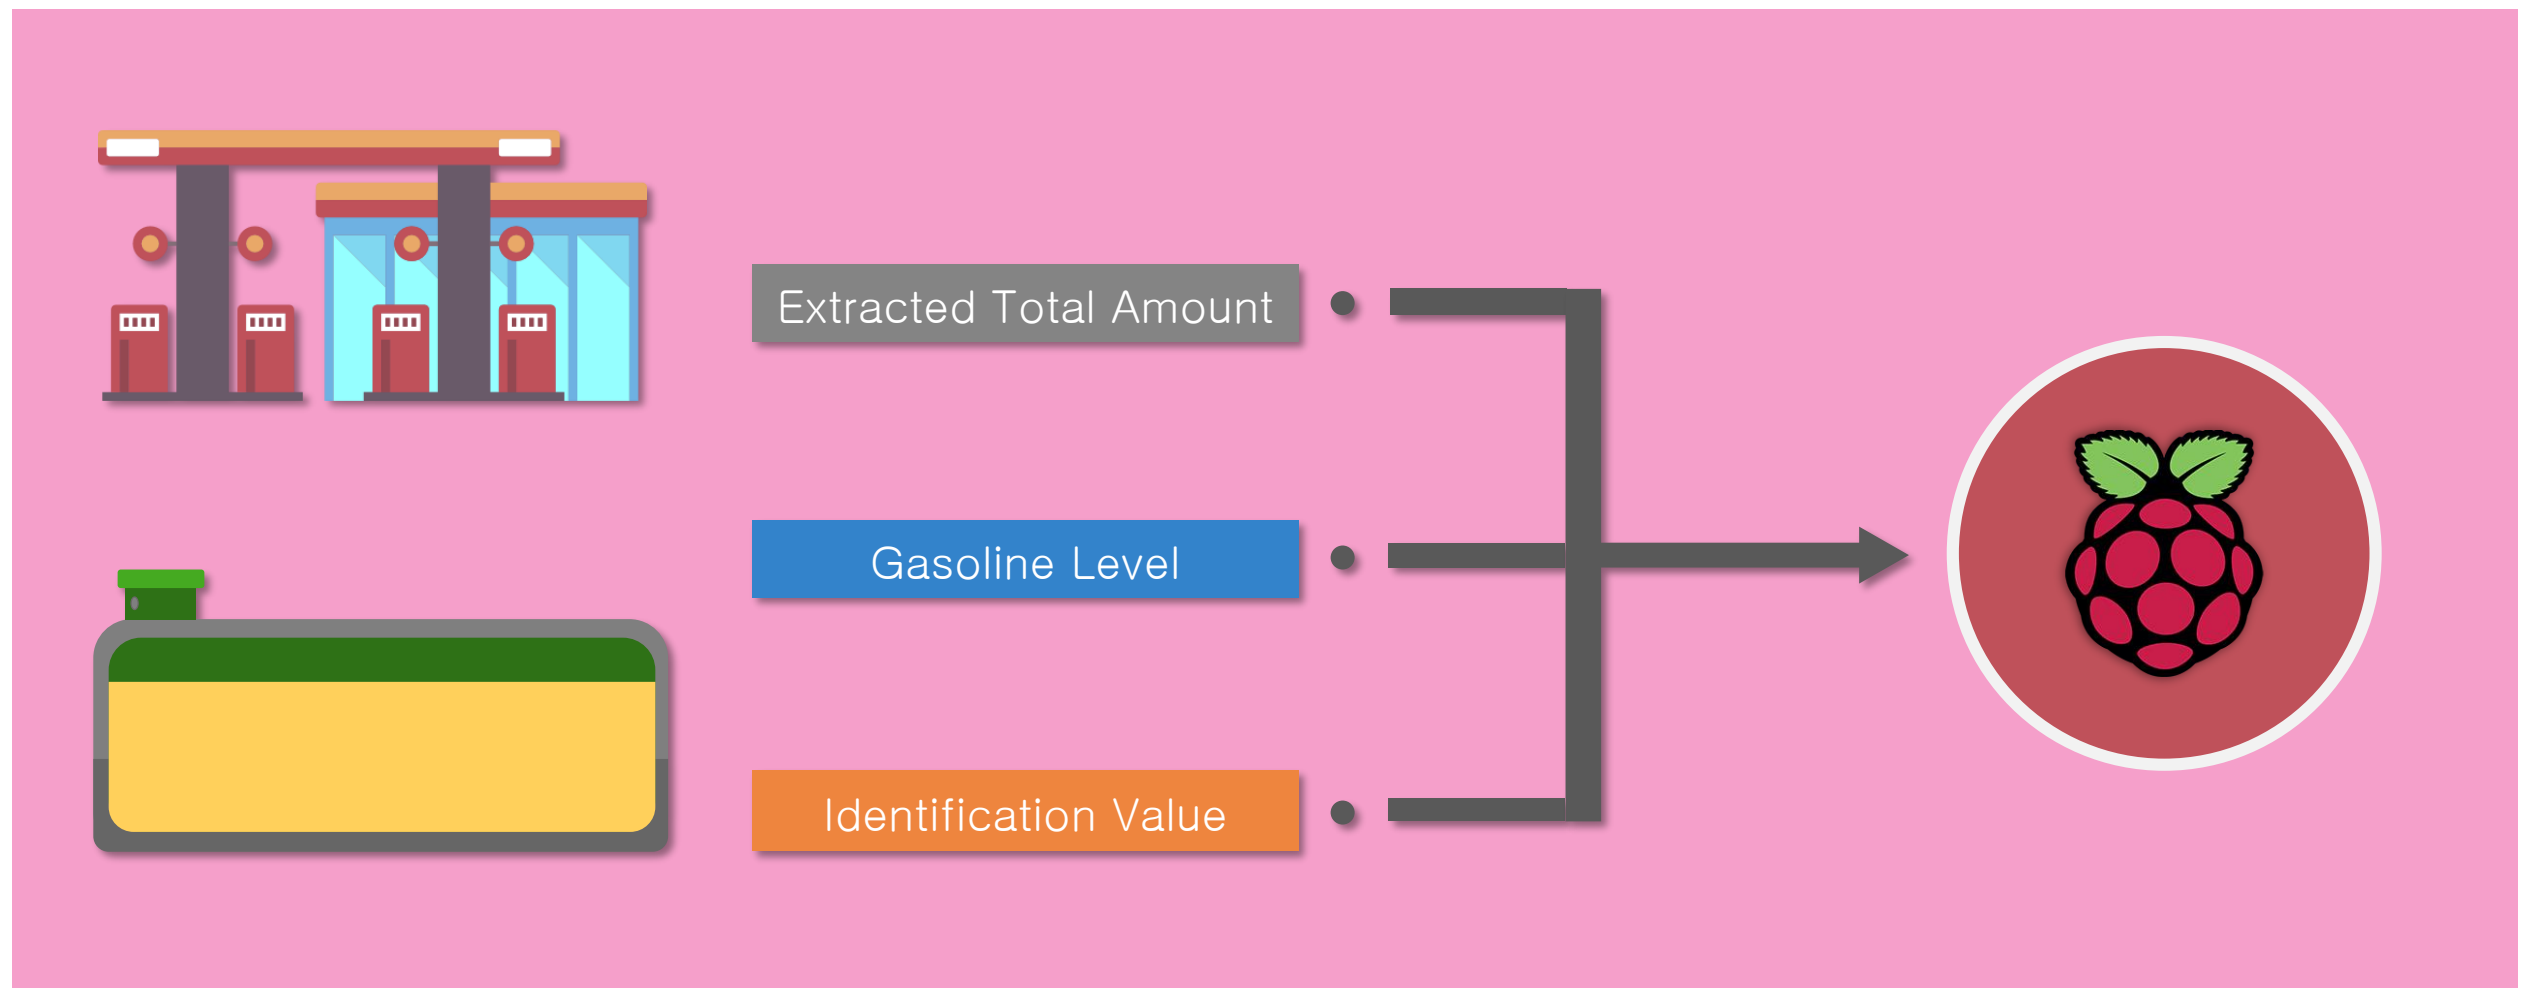 Extracted Total Amount
Gasoline Level
Identification Value